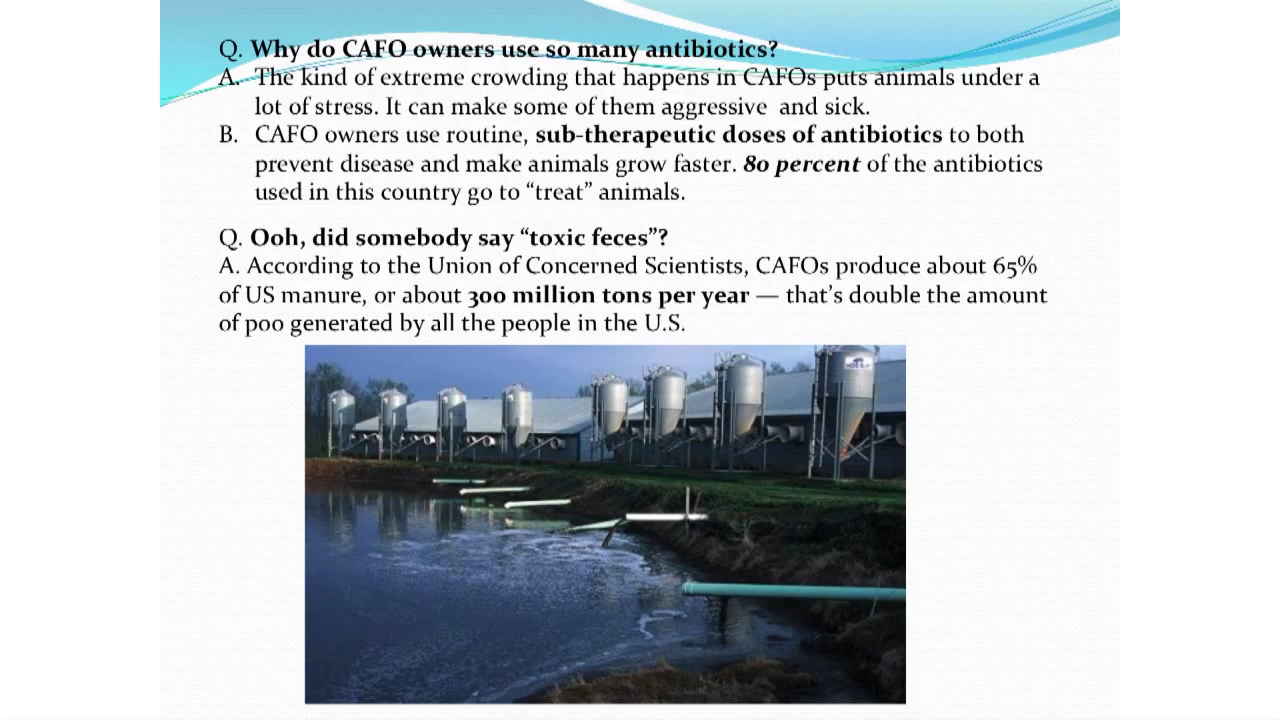 Q. Why do CAFO owners use so many antibiotics?
A. The kind of extreme crowding that happens in CAFOs puts animals under a
lot of stress. It can make some of them aggressive and sick.
B. CAFO owners use routine, sub-therapeutic doses of antibiotics to both
prevent disease and make animals grow faster. 80 percent of the antibiotics
used in this country go to “treat” animals.
Q. Ooh, did somebody say “toxic feces”?
A. According to the Union of Concerned Scientists, CAFOs produce about 65%
of US manure, or about 300 million tons per year — that’s double the amount
of poo generated by all the people in the U.S.